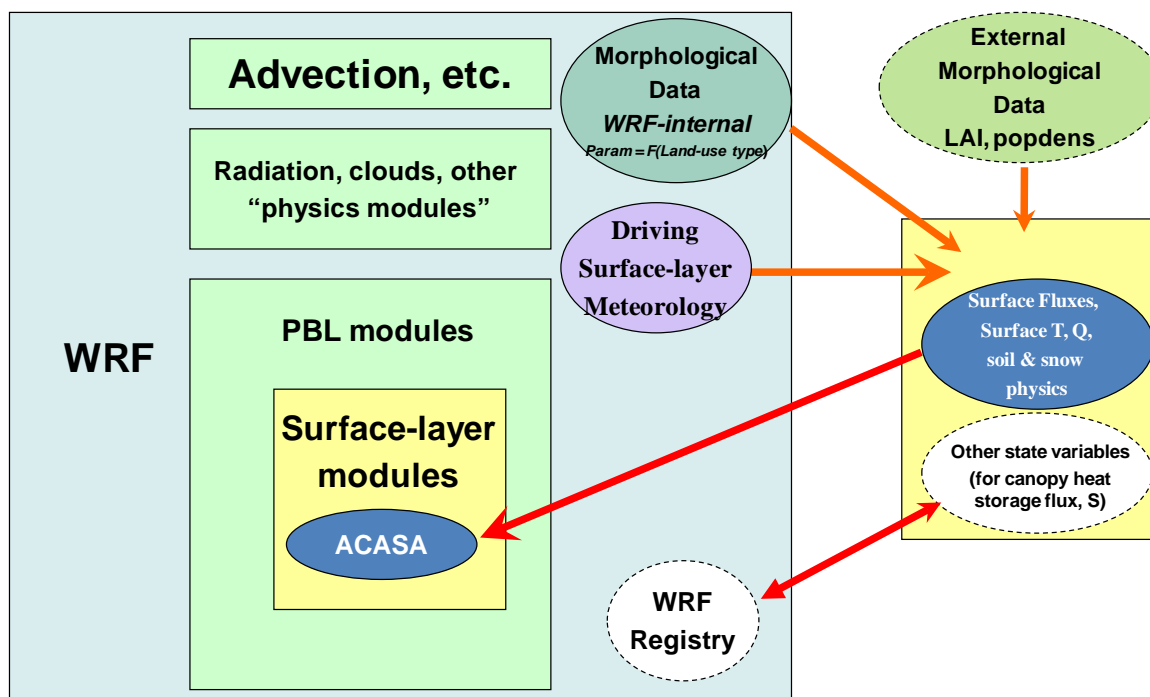 Advection, etc.
Morphological
Data
WRF-internal
Param = F(Land-use type)
External
Morphological
Data
LAI, popdens
Radiation, clouds, other
“physics modules”
Driving
Surface-layer
Meteorology
WRF
PBL modules
Surface-layer
modules
ACASA
Surface Fluxes,
Surface T, Q,
soil & snow
physics
Other state variables
(for canopy heat
storage flux, S)
WRF
Registry